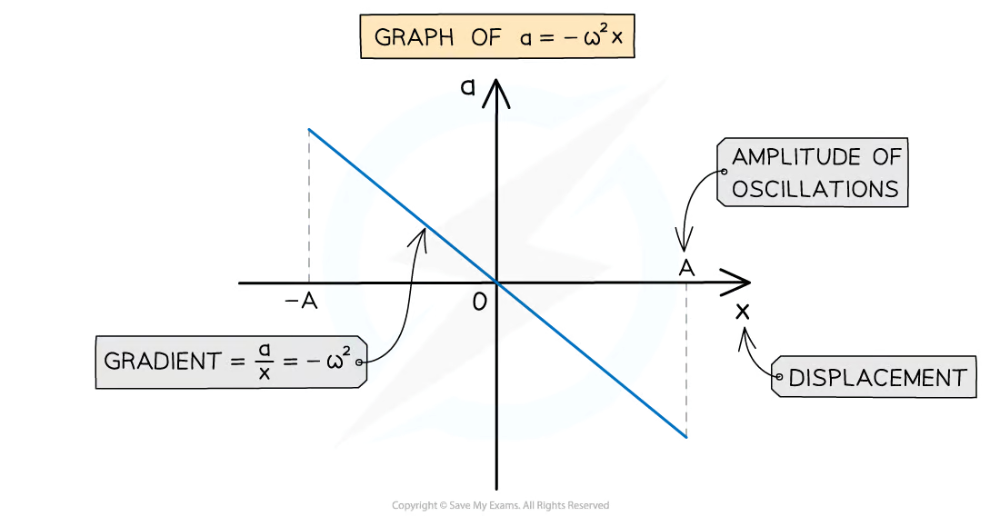 GRAPH OF a = -ω²x
a
AMPLITUDE OF
OSCILLATIONS
A
-A
0
x
GRADIENT = a/x = -ω²
DISPLACEMENT
Copyright © Save My Exams. All Rights Reserved